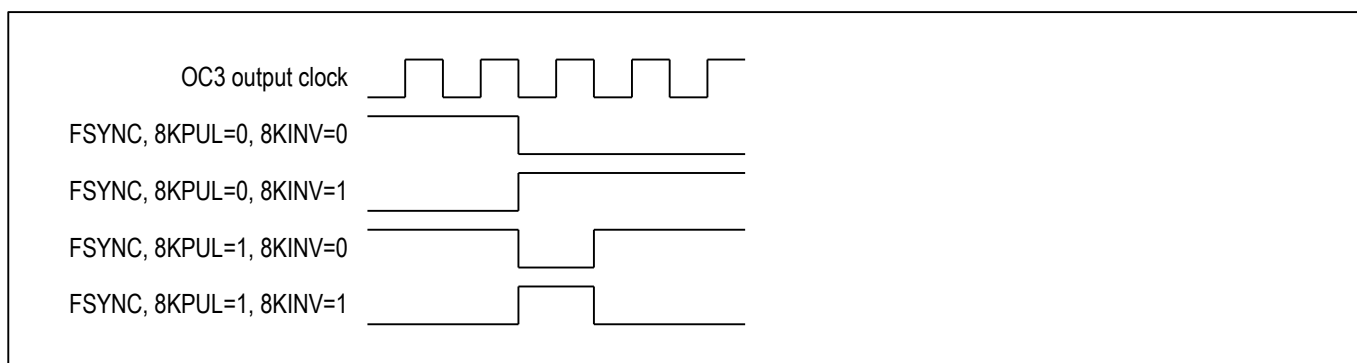 OC3 output clock
FSYNC, 8KPUL=0, 8KINV=0
FSYNC, 8KPUL=0, 8KINV=1
FSYNC, 8KPUL=1, 8KINV=0
FSYNC, 8KPUL=1, 8KINV=1